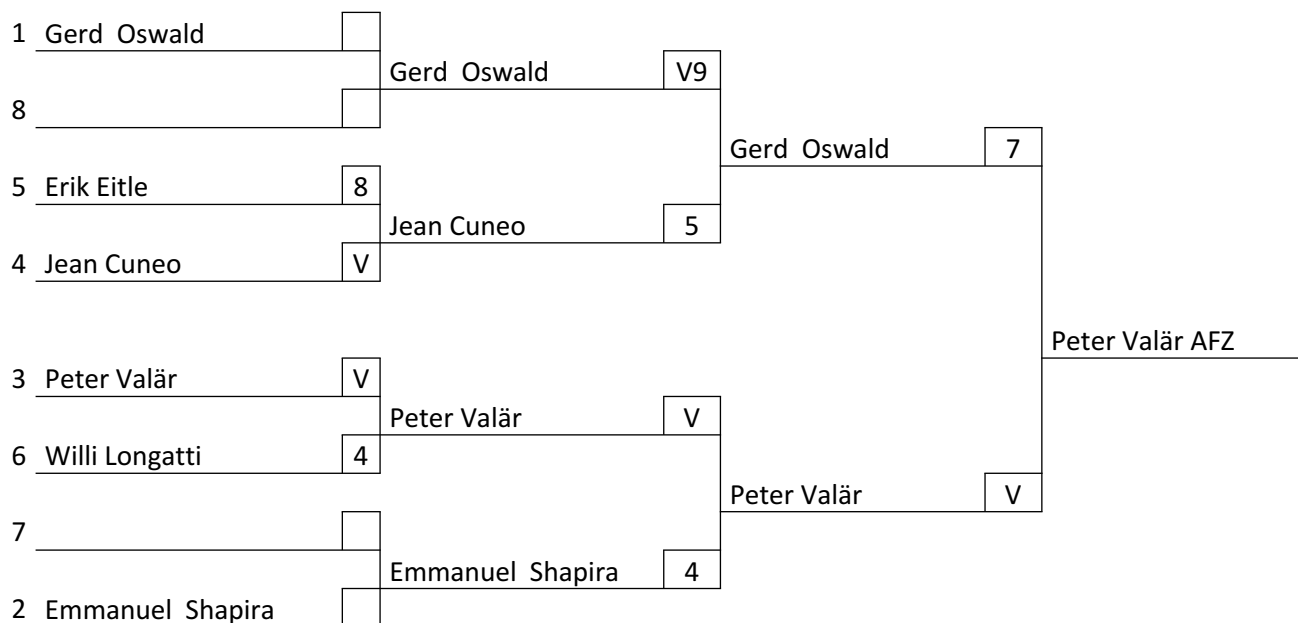 1 Gerd Oswald
Gerd Oswald V9
8
Gerd Oswald 7
5 Erik Eitle 8
Jean Cuneo 5
4 Jean Cuneo V
Peter Valär AFZ
3 Peter Valär V
Peter Valär V
6 Willi Longatti 4
Peter Valär V
7
Emmanuel Shapira 4
2 Emmanuel Shapira